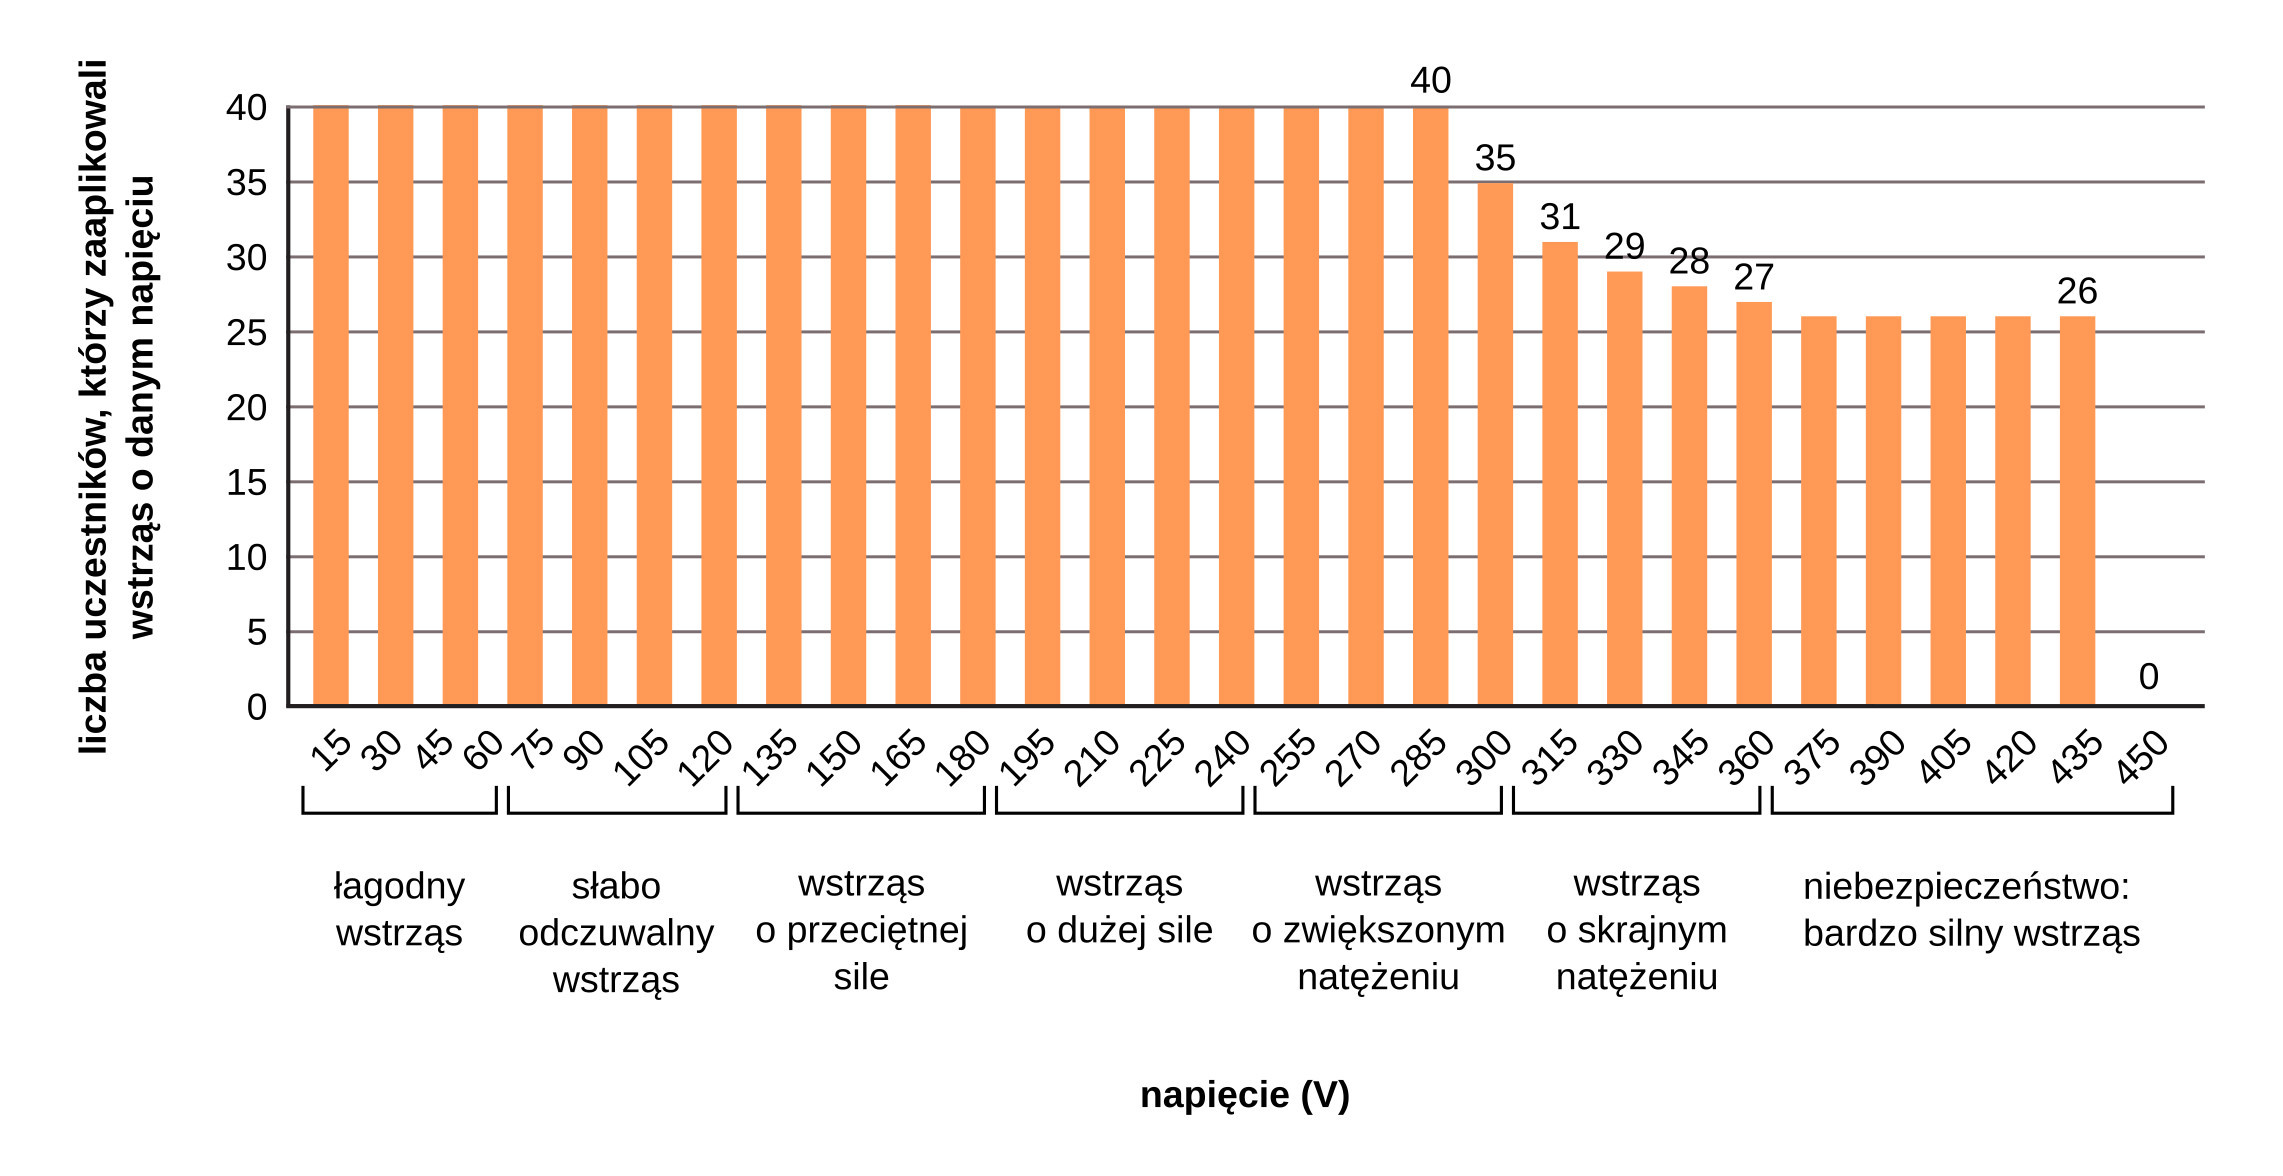 liczba uczestników, którzy zaaplikowali
wstrząs o danym napięciu
40
35
30
25
20
15
10
5
0
40
35
31
29
28
27
26
0
15 30 45 60 75 90 105 120 135 150 165 180 195 210 225 240 255 270 285 300 315 330 345 360 375 390 405 420 435 450
łagodny
wstrząs
słabo
odczuwalny
wstrząs
wstrząs
o przeciętnej
sile
wstrząs
o dużej sile
wstrząs
o zwiększonym
natężeniu
wstrząs
o skrajnym
natężeniu
niebezpieczeństwo:
bardzo silny wstrząs
napięcie (V)